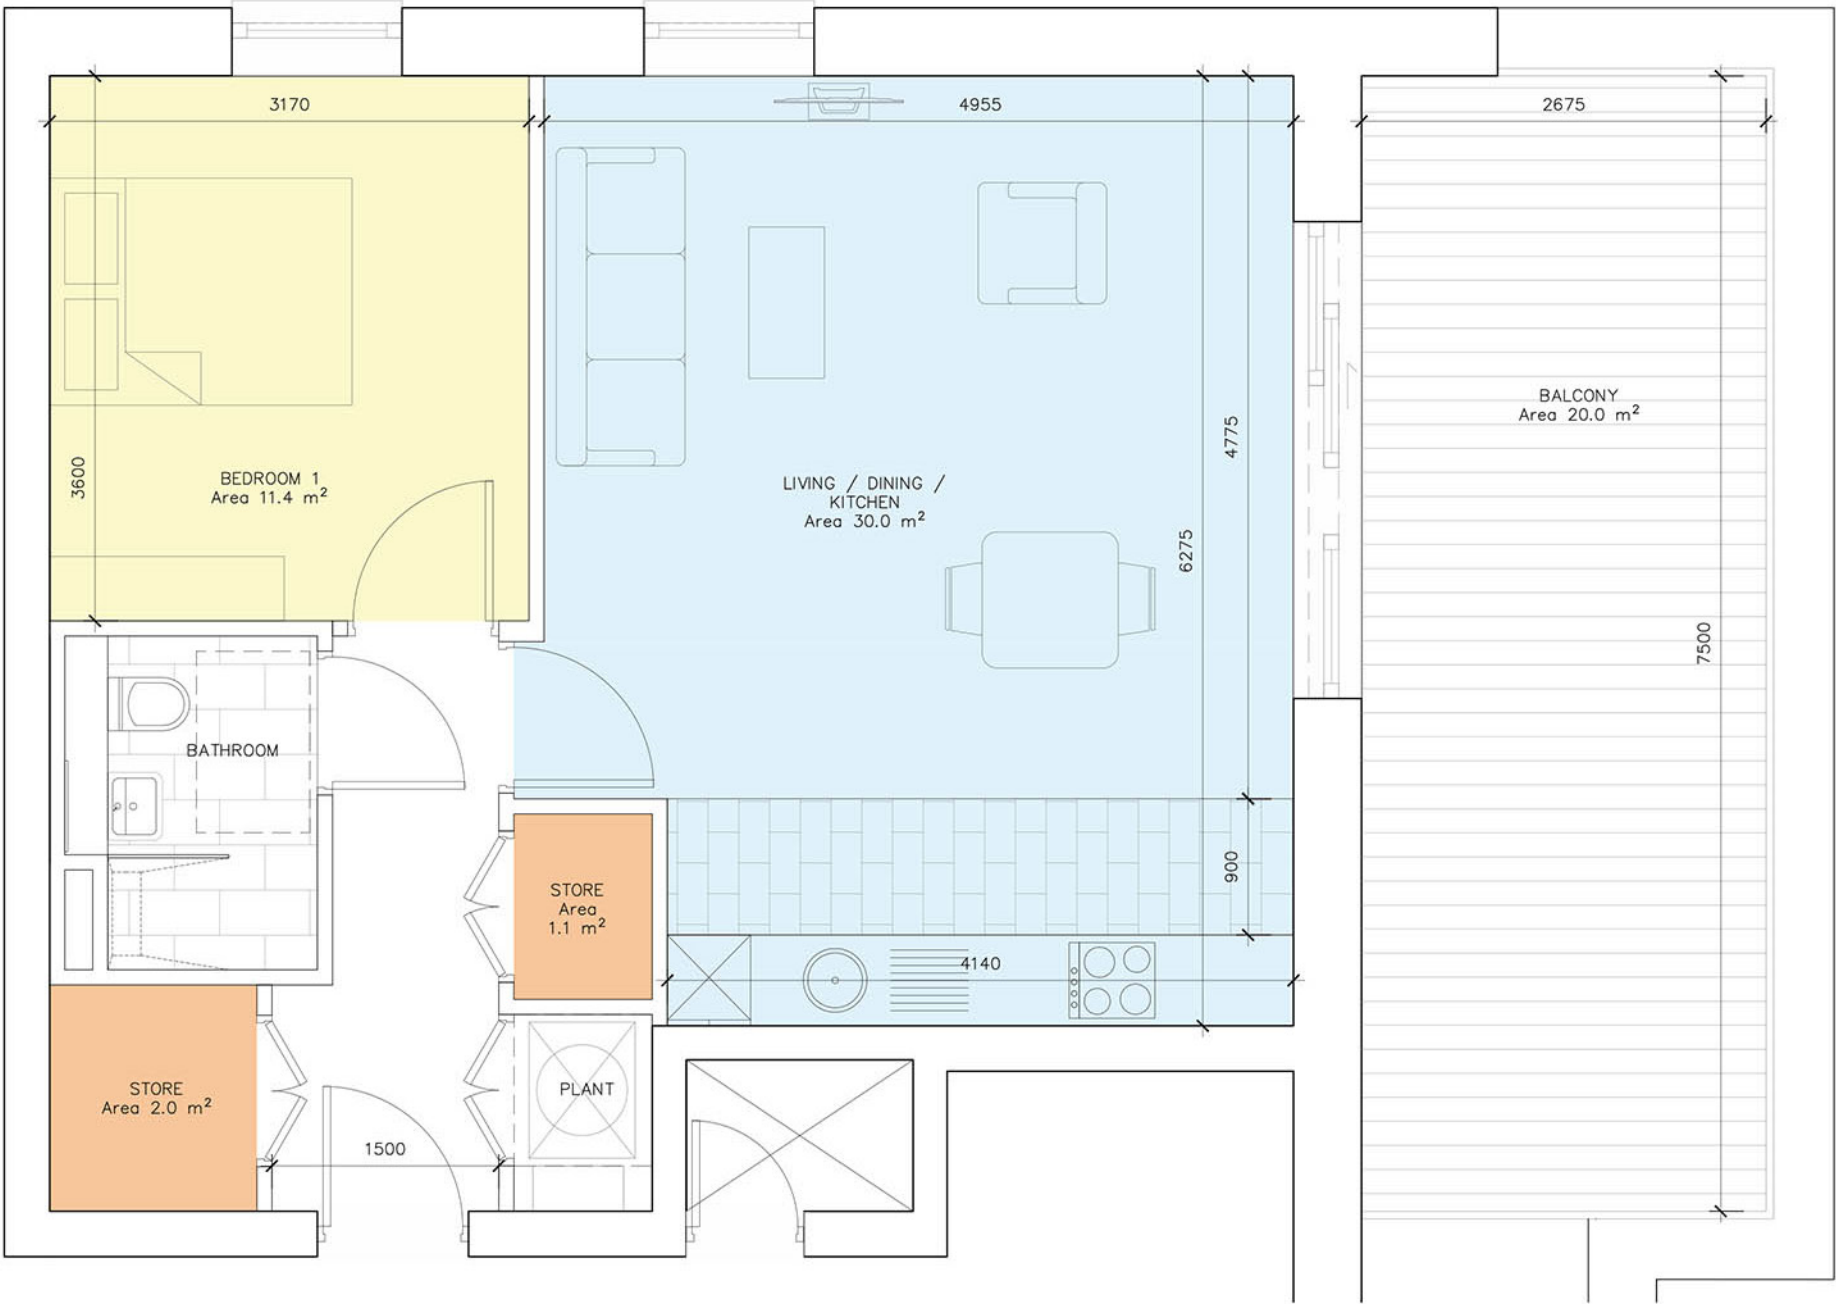 3170
4955
2675
BALCONY
Area 20.0 m²
4775
3600
BEDROOM 1
Area 11.4 m²
LIVING / DINING /
KITCHEN
Area 30.0 m²
6275
7500
BATHROOM
900
STORE
Area
1.1 m²
4140
STORE
Area 2.0 m²
PLANT
1500